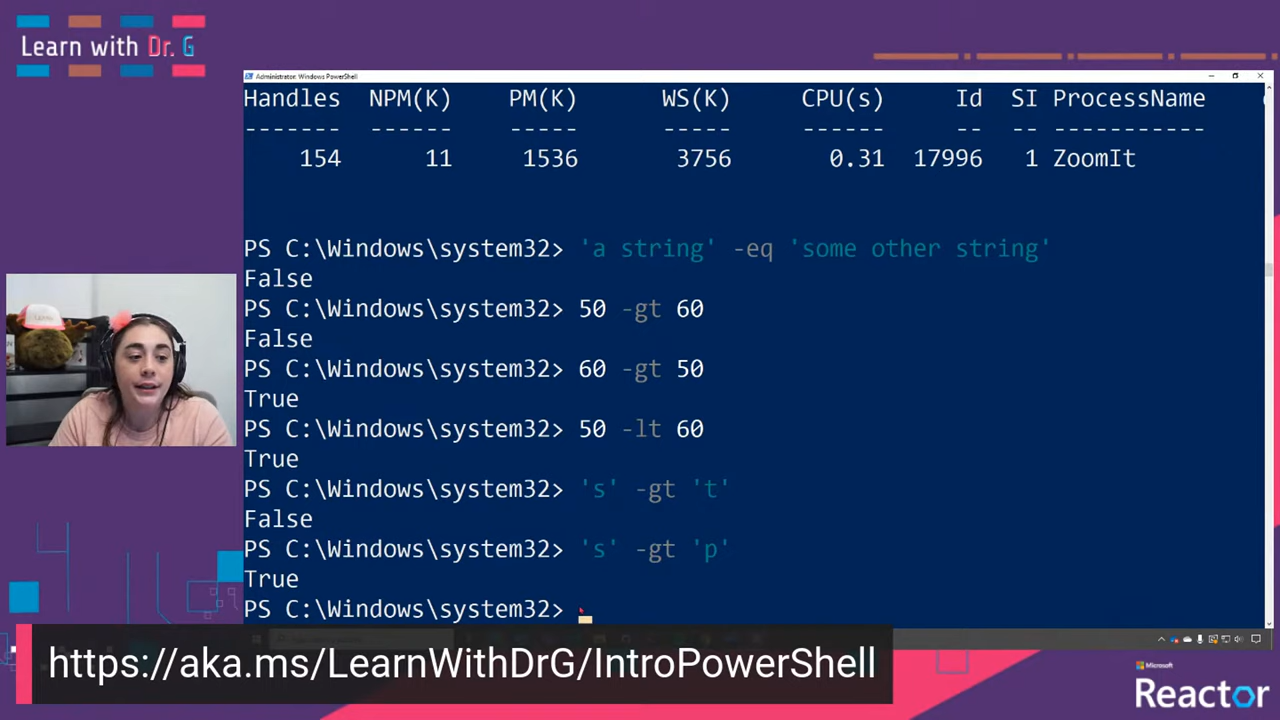 Learn with Dr. G
Administrator: Windows PowerShell
Handles NPM(K) PM(K) WS(K) CPU(s) Id SI ProcessName
------- ------ ----- ----- ------ -- -- -----------
154 11 1536 3756 0.31 17996 1 ZoomIt
PS C:\Windows\system32> 'a string' -eq 'some other string'
False
PS C:\Windows\system32> 50 -gt 60
False
PS C:\Windows\system32> 60 -gt 50
True
PS C:\Windows\system32> 50 -lt 60
True
PS C:\Windows\system32> 's' -gt 't'
False
PS C:\Windows\system32> 's' -gt 'p'
True
PS C:\Windows\system32>
https://aka.ms/LearnWithDrG/IntroPowerShell
Microsoft
Reactor